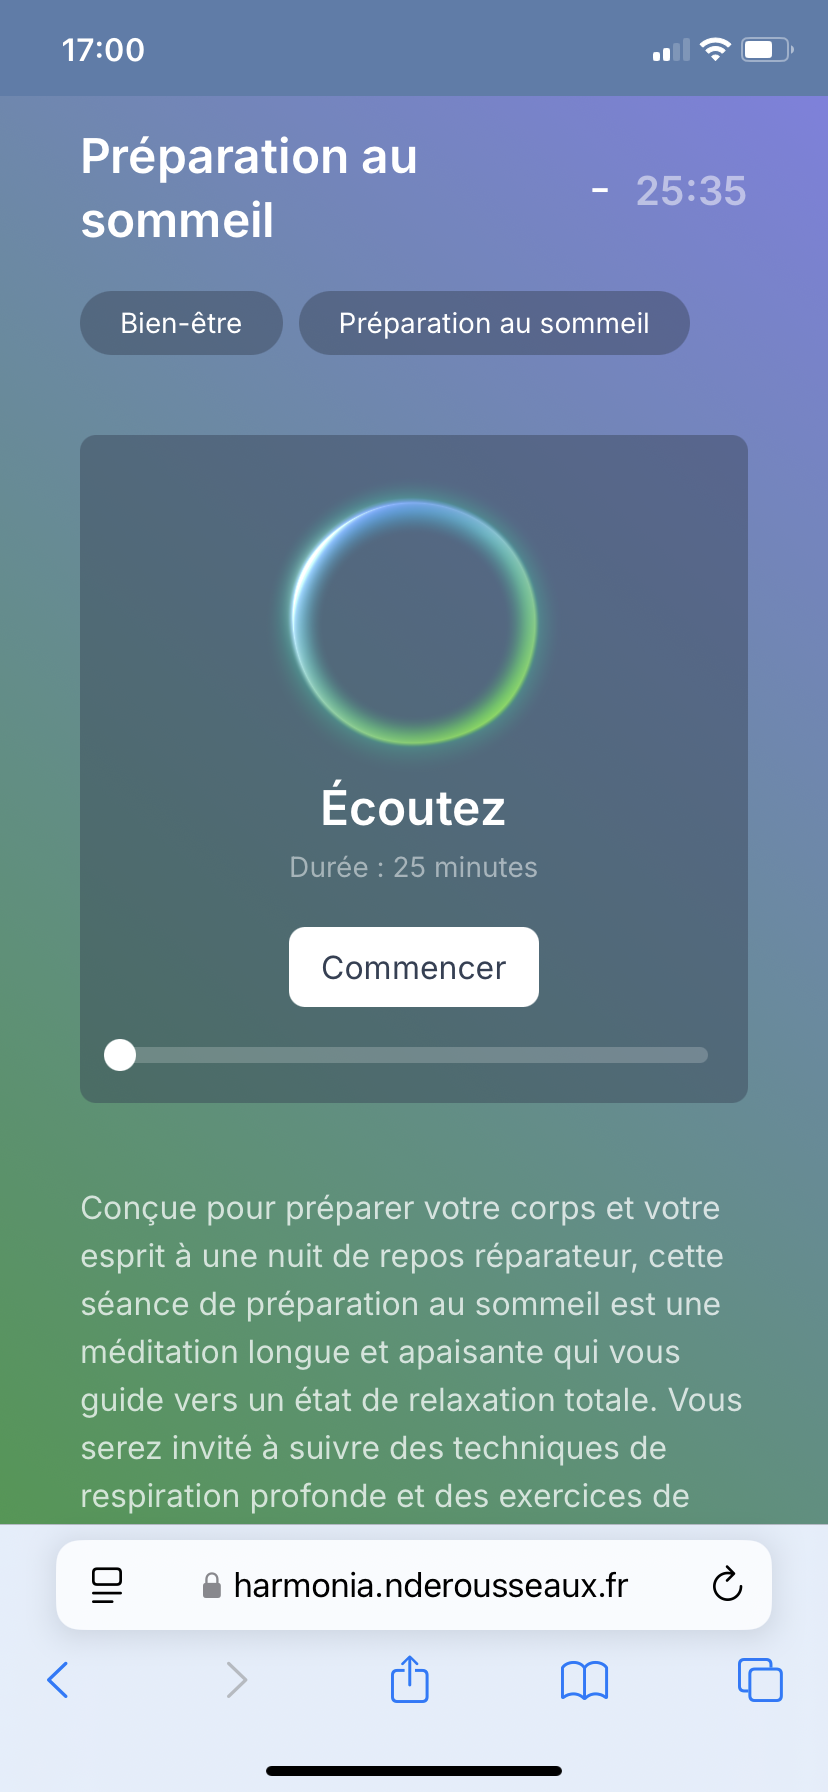 17:00
Préparation au
sommeil
- 25:35
Bien-être
Préparation au sommeil
Écoutez
Durée : 25 minutes
Commencer
Conçue pour préparer votre corps et votre
esprit à une nuit de repos réparateur, cette
séance de préparation au sommeil est une
méditation longue et apaisante qui vous
guide vers un état de relaxation totale. Vous
serez invité à suivre des techniques de
respiration profonde et des exercices de
harmonia.nderousseaux.fr